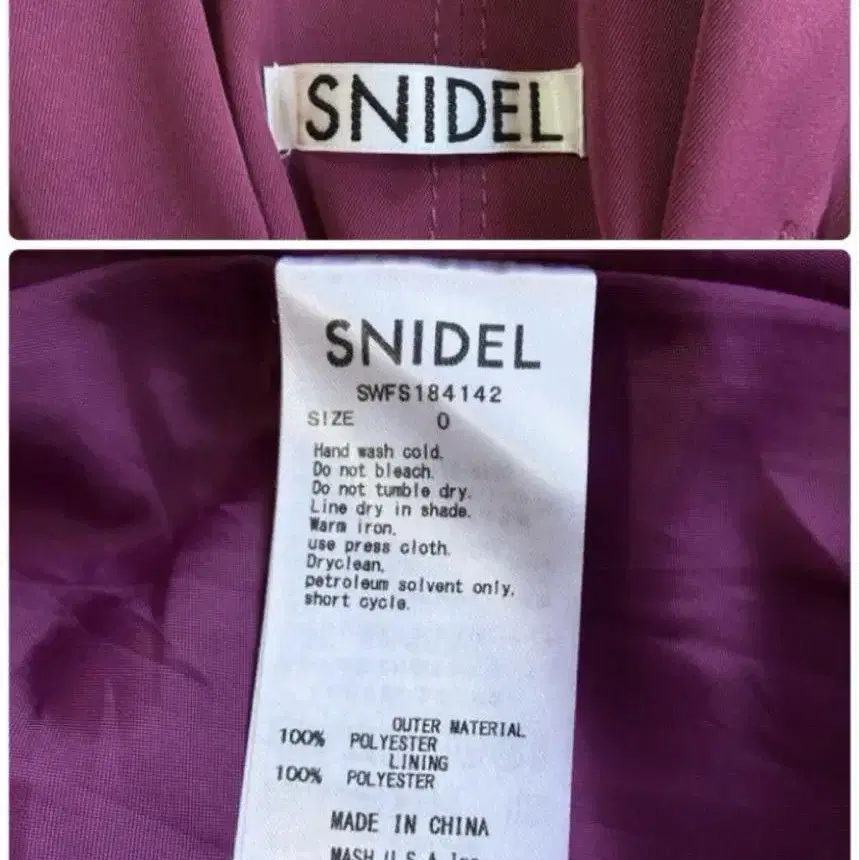 SNIDEL
SNIDEL
SWFS184142
SIZE 0
Hand wash cold.
Do not bleach.
Do not tumble dry.
Line dry in shade.
Warm iron.
use press cloth.
Dryclean,
petroleum solvent only,
short cycle.
OUTER MATERIAL
100% POLYESTER
LINING
100% POLYESTER
MADE IN CHINA
MASH U.S.A Inc